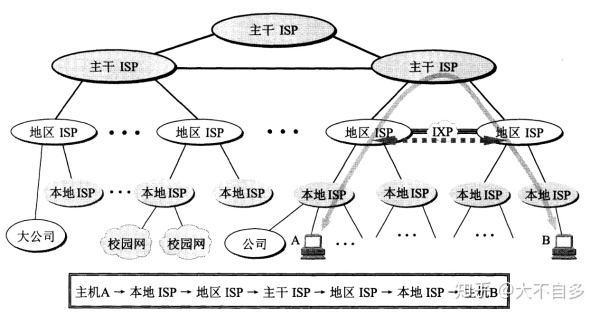 主干 ISP
主干 ISP
主干 ISP
地区 ISP
地区 ISP
地区 ISP
IXP
地区 ISP
本地ISP
本地ISP
本地ISP
本地ISP
本地ISP
本地ISP
本地ISP
大公司
校园网
校园网
公司
A
B
主机A → 本地 ISP → 地区 ISP → 主干 ISP → 地区 ISP → 本地 ISP → 主机B
知乎 @大不自多